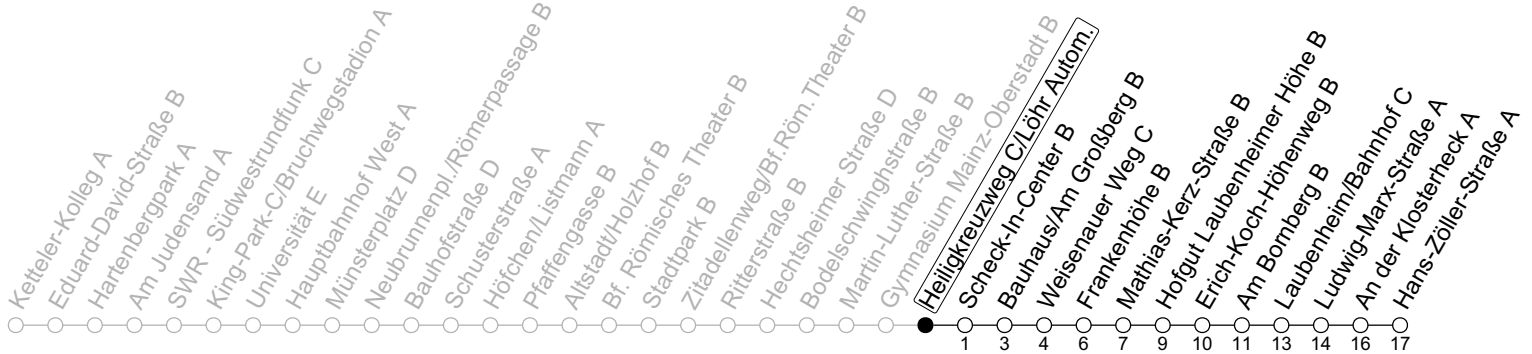 Ketteler-Kolleg A
Eduard-David-Straße B
Hartenbergpark A
Am Judensand A
SWR - Südwestrundfunk C
King-Park-C/Bruchwegstadion A
Universität E
Hauptbahnhof West A
Münsterplatz D
Neubrunnenpl./Römerpassage B
Bauhofstraße D
Schusterstraße A
Höfchen/Listmann A
Pfaffengasse B
Altstadt/Holzhof B
Bf. Römisches Theater B
Stadtpark B
Zitadellenweg/Bf.Röm.Theater B
Ritterstraße B
Hechtsheimer Straße D
Bodelschwinghstraße B
Martin-Luther-Straße B
Gymnasium Mainz-Oberstadt B
Heiligkreuzweg C/Löhr Autom.
Scheck-In-Center B
Bauhaus/Am Großberg B
Weisenauer Weg C
Frankenhöhe B
Mathias-Kerz-Straße B
Hofgut Laubenheimer Höhe B
Erich-Koch-Höhenweg B
Am Bornberg B
Laubenheim/Bahnhof C
Ludwig-Marx-Straße A
An der Klosterheck A
Hans-Zöller-Straße A
1 3 4 6 7 9 10 11 13 14 16 17